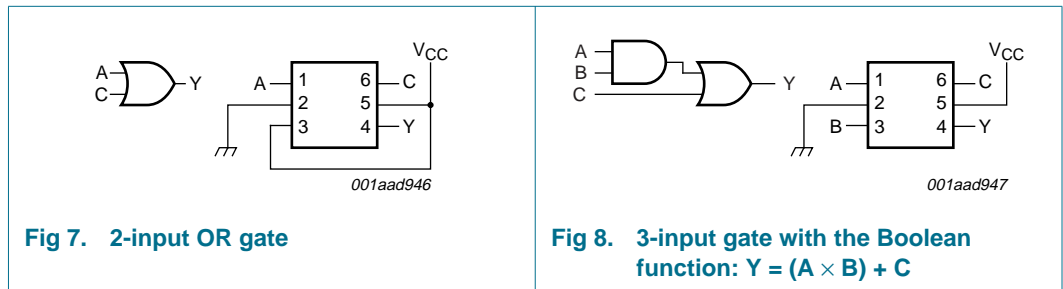 A
C
Y
VCC
A
1
6
C
2
5
3
4
Y
001aad946
Fig 7. 2-input OR gate
A
B
C
Y
VCC
A
1
6
C
2
5
B
3
4
Y
001aad947
Fig 8. 3-input gate with the Boolean
function: Y = (A × B) + C